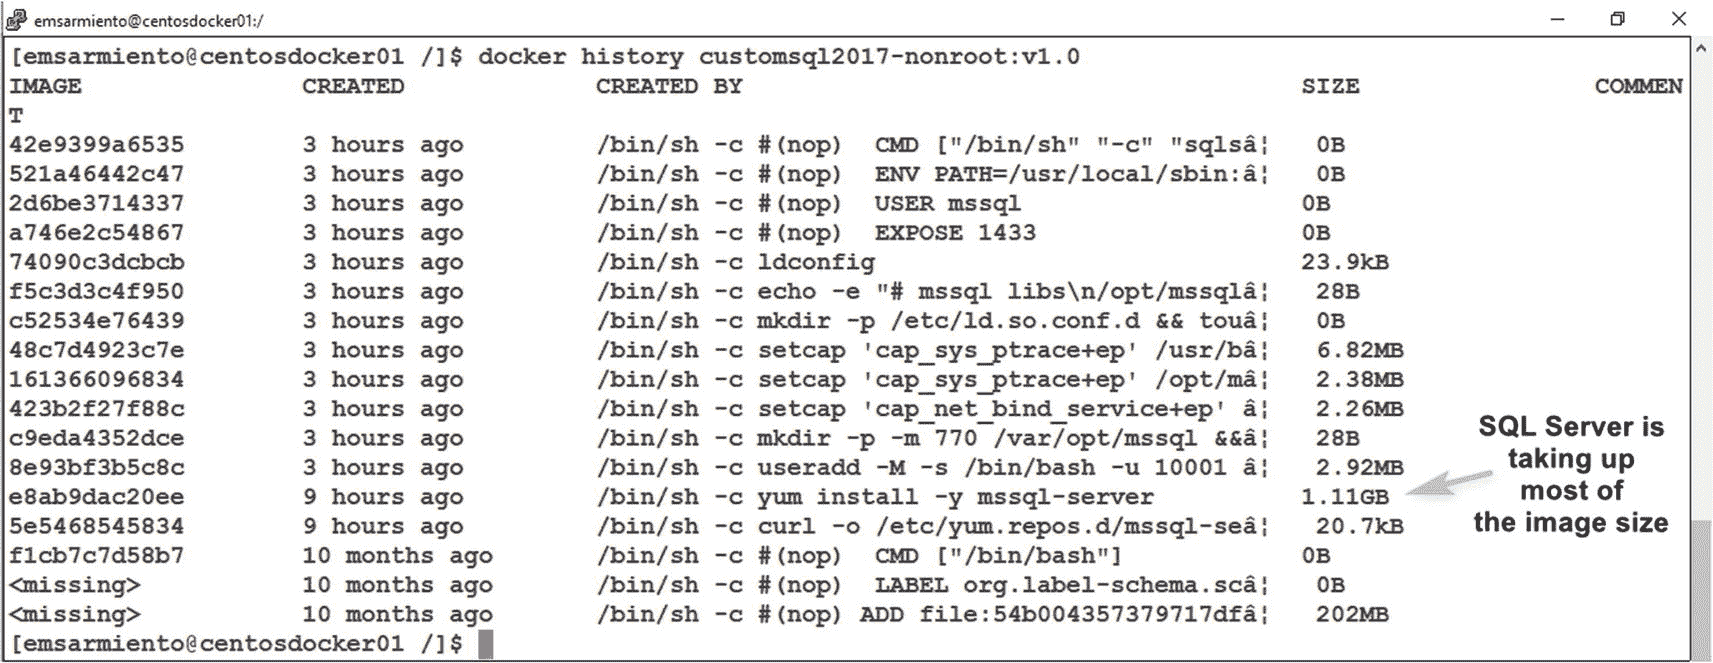 emsarmiento@centosdocker01:/
[emsarmiento@centosdocker01 /]$ docker history customsql2017-nonroot:v1.0
IMAGE CREATED CREATED BY SIZE COMMEN
T
42e9399a6535 3 hours ago /bin/sh -c #(nop) CMD ["/bin/sh" "-c" "sqlsâ¦ 0B
521a46442c47 3 hours ago /bin/sh -c #(nop) ENV PATH=/usr/local/sbin:â¦ 0B
2d6be3714337 3 hours ago /bin/sh -c #(nop) USER mssql 0B
a746e2c54867 3 hours ago /bin/sh -c #(nop) EXPOSE 1433 0B
74090c3dcbcb 3 hours ago /bin/sh -c ldconfig 23.9kB
f5c3d3c4f950 3 hours ago /bin/sh -c echo -e "# mssql libs\n/opt/mssqlâ¦ 28B
c52534e76439 3 hours ago /bin/sh -c mkdir -p /etc/ld.so.conf.d && touâ¦ 0B
48c7d4923c7e 3 hours ago /bin/sh -c setcap 'cap_sys_ptrace+ep' /usr/bâ¦ 6.82MB
161366096834 3 hours ago /bin/sh -c setcap 'cap_sys_ptrace+ep' /opt/mâ¦ 2.38MB
423b2f27f88c 3 hours ago /bin/sh -c setcap 'cap_net_bind_service+ep' â¦ 2.26MB
c9eda4352dce 3 hours ago /bin/sh -c mkdir -p -m 770 /var/opt/mssql &&â¦ 28B
8e93bf3b5c8c 3 hours ago /bin/sh -c useradd -M -s /bin/bash -u 10001 â¦ 2.92MB
e8ab9dac20ee 9 hours ago /bin/sh -c yum install -y mssql-server 1.11GB
5e5468545834 9 hours ago /bin/sh -c curl -o /etc/yum.repos.d/mssql-seâ¦ 20.7kB
f1cb7c7d58b7 10 months ago /bin/sh -c #(nop) CMD ["/bin/bash"] 0B
<missing> 10 months ago /bin/sh -c #(nop) LABEL org.label-schema.scâ¦ 0B
<missing> 10 months ago /bin/sh -c #(nop) ADD file:54b004357379717dfâ¦ 202MB
[emsarmiento@centosdocker01 /]$
SQL Server is
taking up
most of
the image size